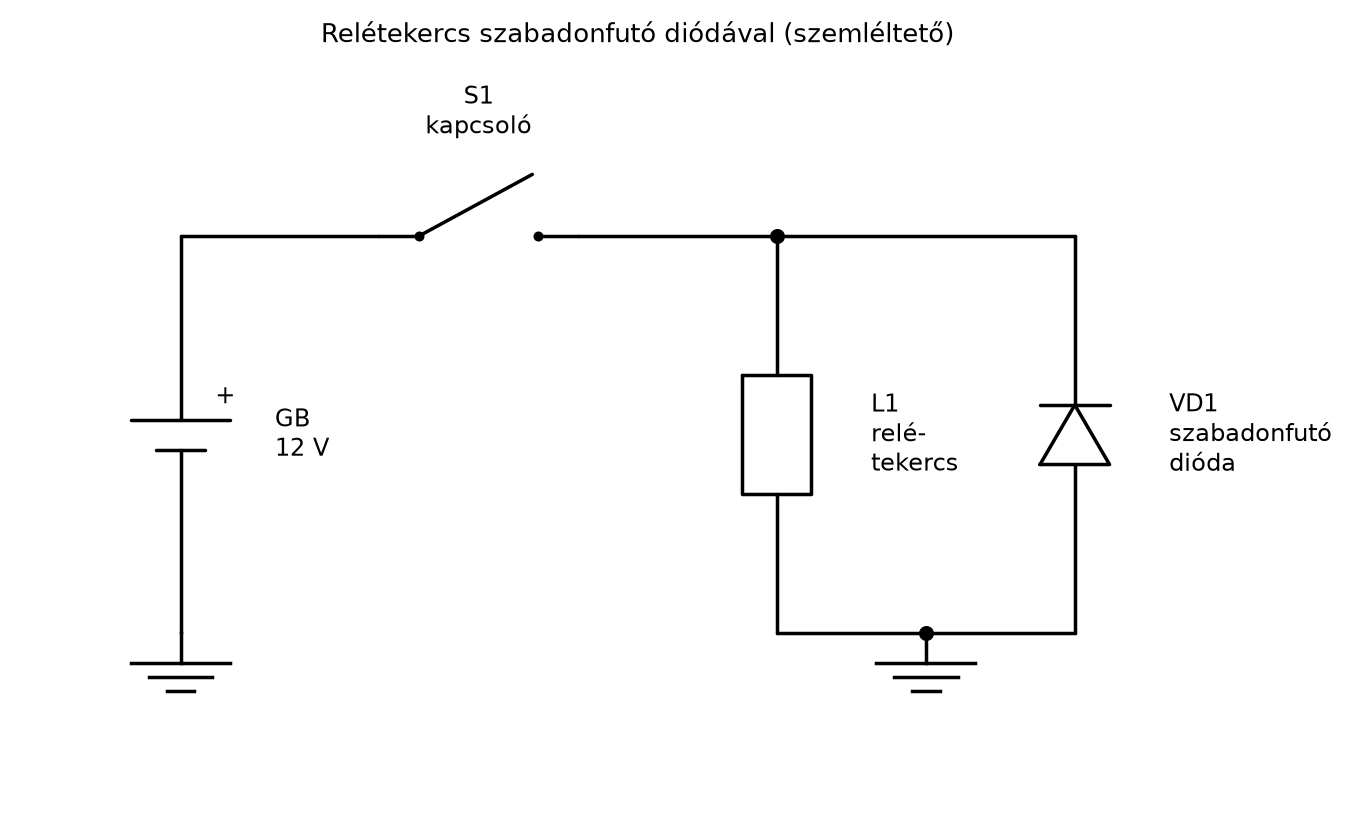 Relétekercs szabadonfutó diódával (szemléltető)
S1
kapcsoló
+
GB
12 V
L1
relé-
tekercs
VD1
szabadonfutó
dióda